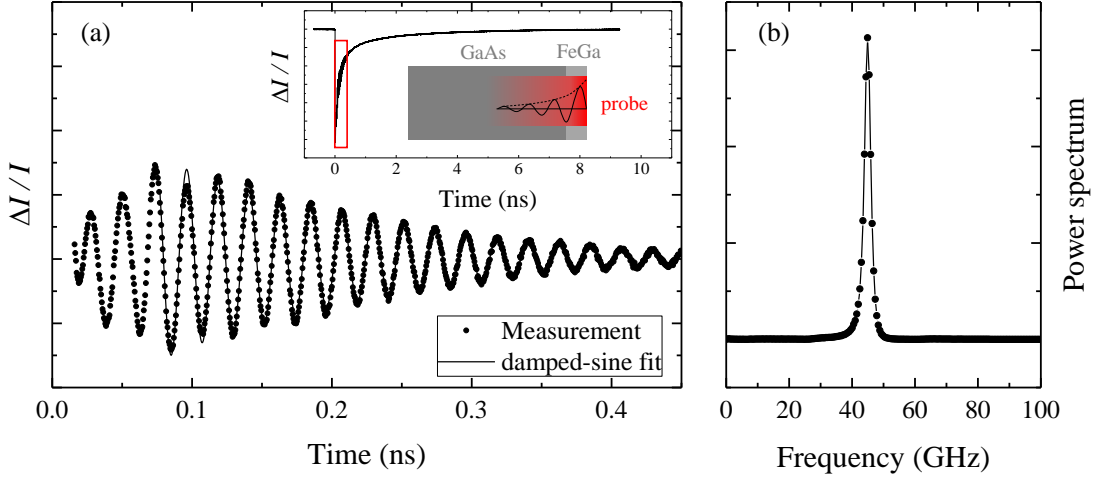 (a)
ΔI / I
GaAs FeGa
probe
0 2 4 6 8 10
Time (ns)
ΔI / I
Measurement
damped-sine fit
0.0 0.1 0.2 0.3 0.4
Time (ns)
(b)
Power spectrum
0 20 40 60 80 100
Frequency (GHz)